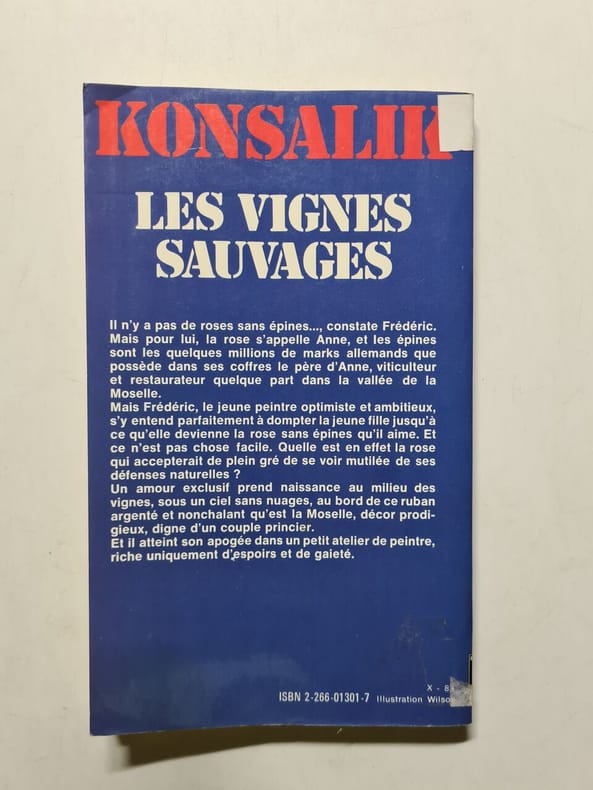 KONSALIK
LES VIGNES
SAUVAGES
Il n'y a pas de roses sans épines..., constate Frédéric.
Mais pour lui, la rose s'appelle Anne, et les épines
sont les quelques millions de marks allemands que
possède dans ses coffres le père d'Anne, viticulteur
et restaurateur quelque part dans la vallée de la
Moselle.
Mais Frédéric, le jeune peintre optimiste et ambitieux,
s'y entend parfaitement à dompter la jeune fille jusqu'à
ce qu'elle devienne la rose sans épines qu'il aime. Et
ce n'est pas chose facile. Quelle est en effet la rose
qui accepterait de plein gré de se voir mutilée de ses
défenses naturelles ?
Un amour exclusif prend naissance au milieu des
vignes, sous un ciel sans nuages, au bord de ce ruban
argenté et nonchalant qu'est la Moselle, décor prodi-
gieux, digne d'un couple princier.
Et il atteint son apogée dans un petit atelier de peintre,
riche uniquement d'espoirs et de gaieté.
X - 8
ISBN 2-266-01301-7 Illustration Wilso